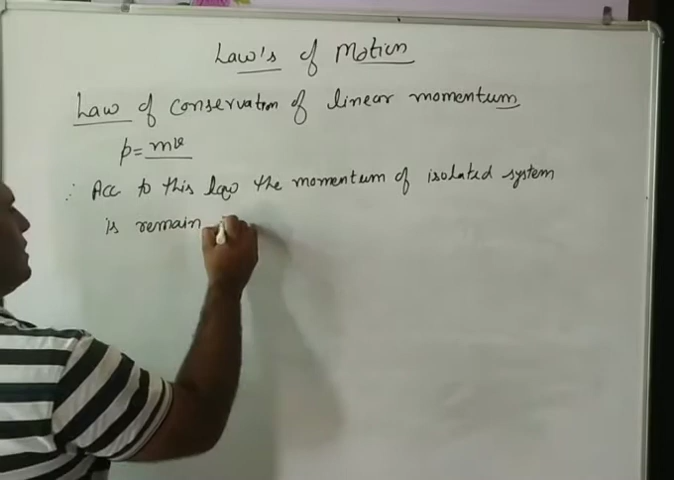 Law's of Motion
Law of conservation of linear momentum
p = mv
∴ Acc to this law the momentum of isolated system
is remain